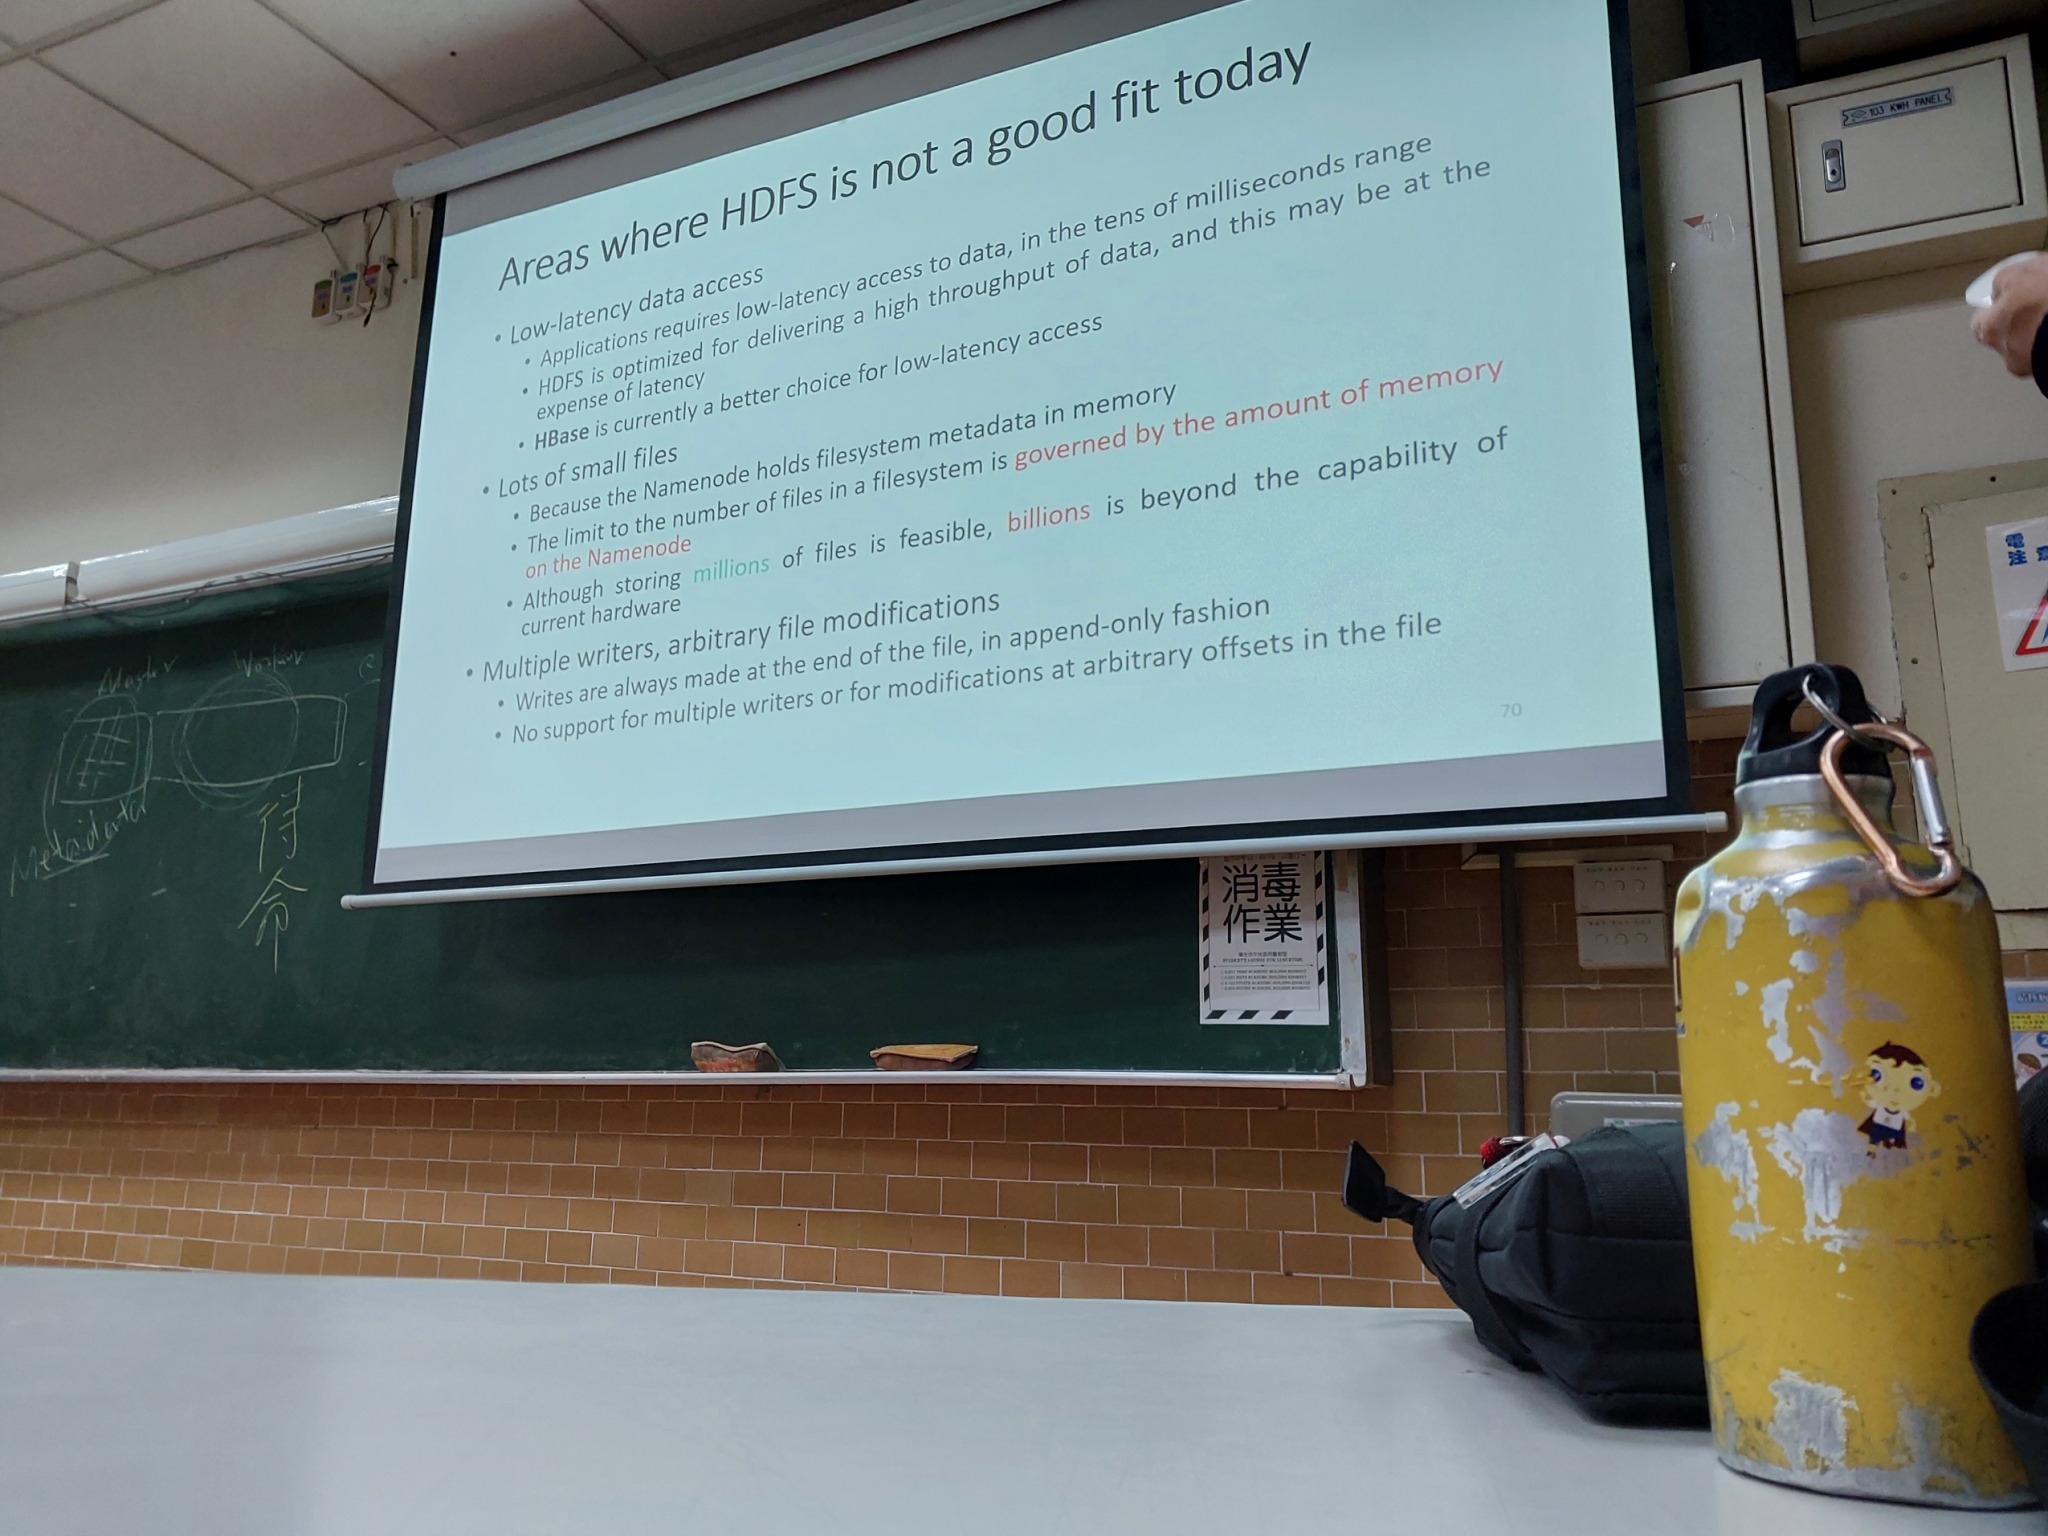 Areas where HDFS is not a good fit today
• Low-latency data access
• Applications requires low-latency access to data, in the tens of milliseconds range
• HDFS is optimized for delivering a high throughput of data, and this may be at the
expense of latency
• HBase is currently a better choice for low-latency access
• Lots of small files
• Because the Namenode holds filesystem metadata in memory
• The limit to the number of files in a filesystem is governed by the amount of memory
on the Namenode
• Although storing millions of files is feasible, billions is beyond the capability of
current hardware
• Multiple writers, arbitrary file modifications
• Writes are always made at the end of the file, in append-only fashion
• No support for multiple writers or for modifications at arbitrary offsets in the file
70
103 KWH PANEL
Master
Worker
待
命
消毒
作業